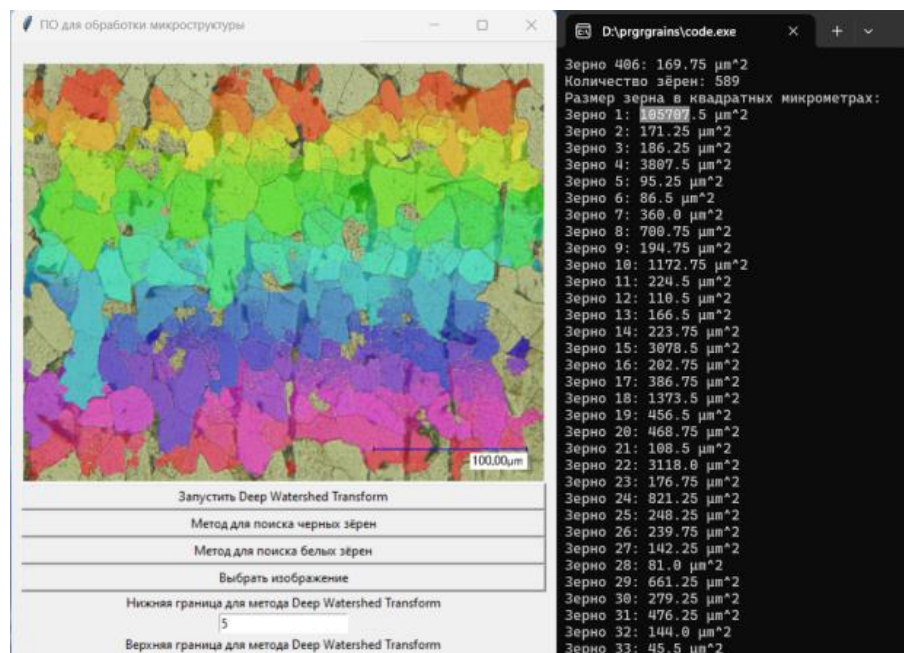 ПО для обработки микроструктуры
100,00µm
Запустить Deep Watershed Transform
Метод для поиска черных зёрен
Метод для поиска белых зёрен
Выбрать изображение
Нижняя граница для метода Deep Watershed Transform
5
Верхняя граница для метода Deep Watershed Transform
D:\prgrgrains\code.exe
Зерно 406: 169.75 µm^2
Количество зёрен: 589
Размер зерна в квадратных микрометрах:
Зерно 1: 105707.5 µm^2
Зерно 2: 171.25 µm^2
Зерно 3: 186.25 µm^2
Зерно 4: 3807.5 µm^2
Зерно 5: 95.25 µm^2
Зерно 6: 86.5 µm^2
Зерно 7: 360.0 µm^2
Зерно 8: 700.75 µm^2
Зерно 9: 194.75 µm^2
Зерно 10: 1172.75 µm^2
Зерно 11: 224.5 µm^2
Зерно 12: 110.5 µm^2
Зерно 13: 166.5 µm^2
Зерно 14: 223.75 µm^2
Зерно 15: 3078.5 µm^2
Зерно 16: 202.75 µm^2
Зерно 17: 386.75 µm^2
Зерно 18: 1373.5 µm^2
Зерно 19: 456.5 µm^2
Зерно 20: 468.75 µm^2
Зерно 21: 108.5 µm^2
Зерно 22: 3118.0 µm^2
Зерно 23: 176.75 µm^2
Зерно 24: 821.25 µm^2
Зерно 25: 248.25 µm^2
Зерно 26: 239.75 µm^2
Зерно 27: 142.25 µm^2
Зерно 28: 81.0 µm^2
Зерно 29: 661.25 µm^2
Зерно 30: 279.25 µm^2
Зерно 31: 476.25 µm^2
Зерно 32: 144.0 µm^2
Зерно 33: 45.5 µm^2